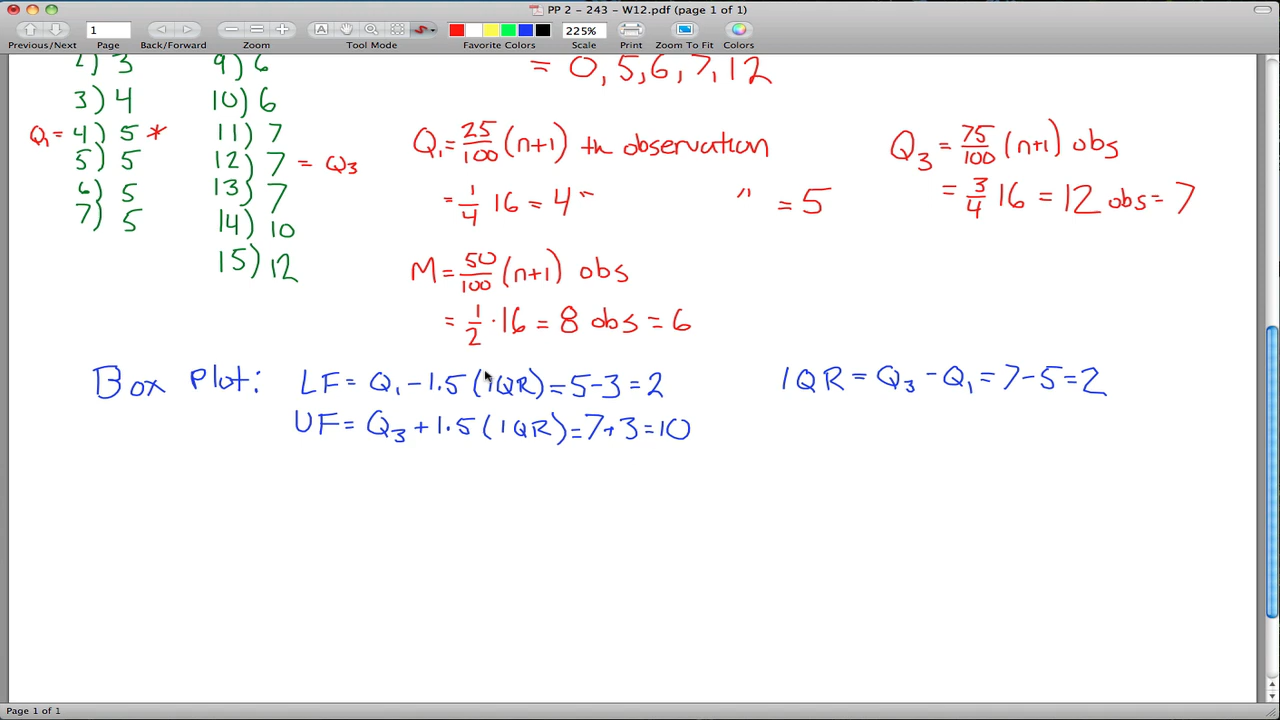 PP 2 - 243 - W12.pdf (page 1 of 1)
1
225%
Previous/Next
Page
Back/Forward
Zoom
Tool Mode
Favorite Colors
Scale
Print
Zoom To Fit
Colors
2) 3
3) 4
Q1= 4) 5 *
5) 5
6) 5
7) 5
9) 6
10) 6
11) 7
12) 7 = Q3
13) 7
14) 10
15) 12
= 0, 5, 6, 7, 12
Q1 = 25/100 (n+1) th observation
= 1/4 16 = 4 " " = 5
M = 50/100 (n+1) obs
= 1/2 · 16 = 8 obs = 6
Q3 = 75/100 (n+1) obs
= 3/4 16 = 12 obs = 7
Box Plot: LF = Q1 - 1.5 (IQR) = 5-3 = 2
UF = Q3 + 1.5 (IQR) = 7+3 = 10
IQR = Q3 - Q1 = 7-5 = 2
Page 1 of 1